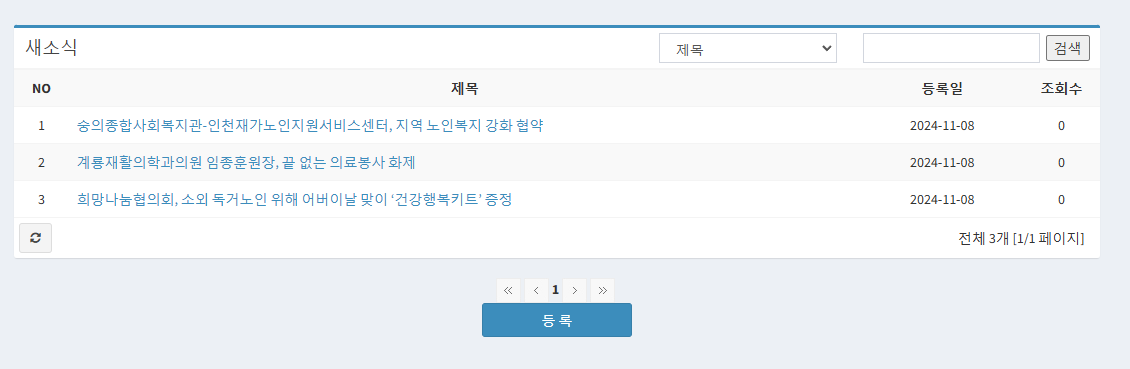 새소식 제목 검색
NO 제목 등록일 조회수
1 숭의종합사회복지관-인천재가노인지원서비스센터, 지역 노인복지 강화 협약 2024-11-08 0
2 계룡재활의학과의원 임종훈원장, 끝 없는 의료봉사 화제 2024-11-08 0
3 희망나눔협의회, 소외 독거노인 위해 어버이날 맞이 ‘건강행복키트’ 증정 2024-11-08 0
전체 3개 [1/1 페이지]
« ‹ 1 › »
등 록